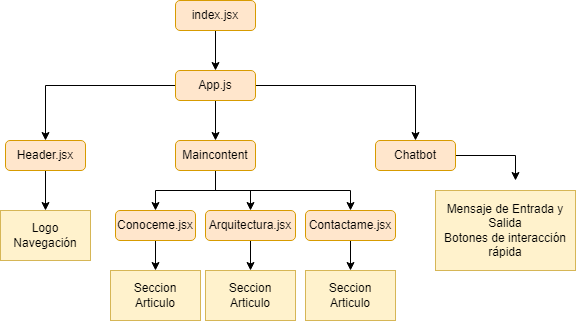 index.jsx
App.js
Header.jsx
Maincontent
Chatbot
Logo
Navegación
Conoceme.jsx
Arquitectura.jsx
Contactame.jsx
Mensaje de Entrada y
Salida
Botones de interacción
rápida
Seccion
Articulo
Seccion
Articulo
Seccion
Articulo